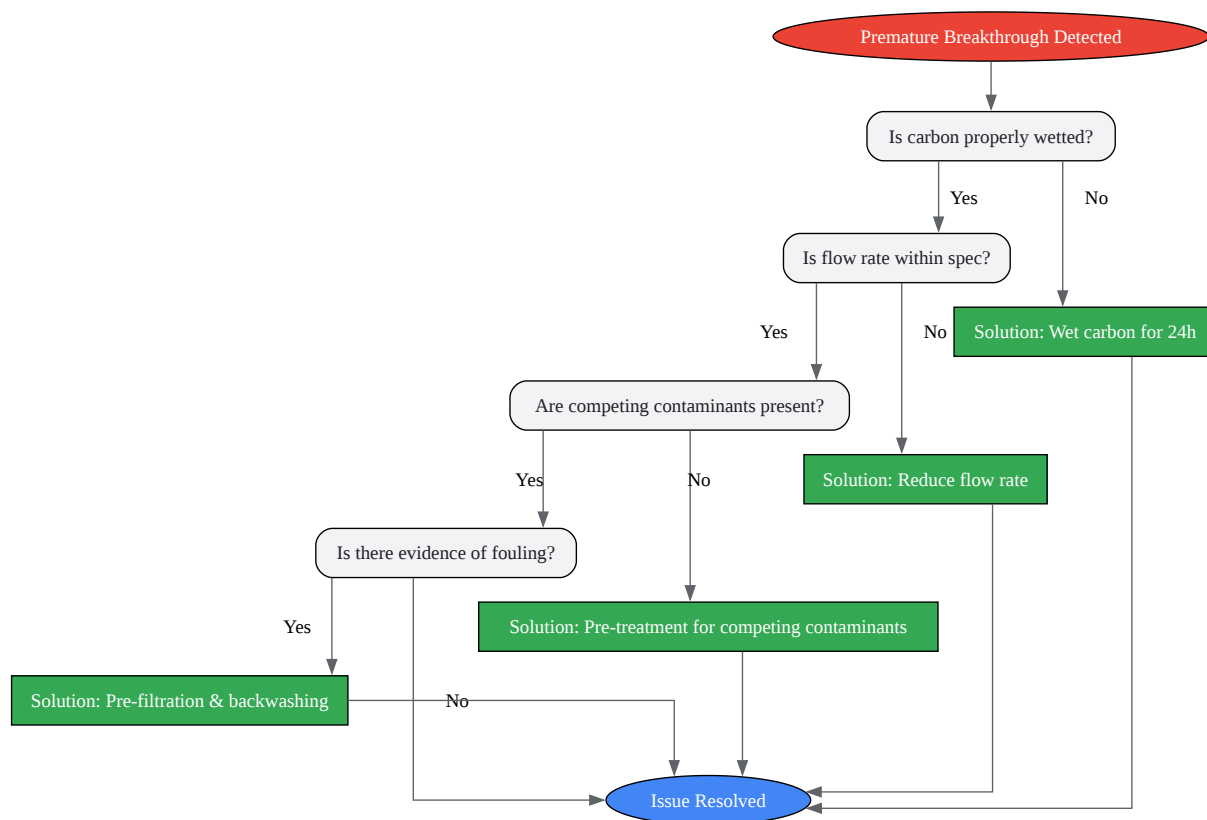 Premature Breakthrough Detected
Is carbon properly wetted?
Yes
No
Is flow rate within spec?
Yes
No
Solution: Wet carbon for 24h
Are competing contaminants present?
Yes
No
Solution: Reduce flow rate
Is there evidence of fouling?
Yes
Solution: Pre-treatment for competing contaminants
Solution: Pre-filtration & backwashing
No
Issue Resolved